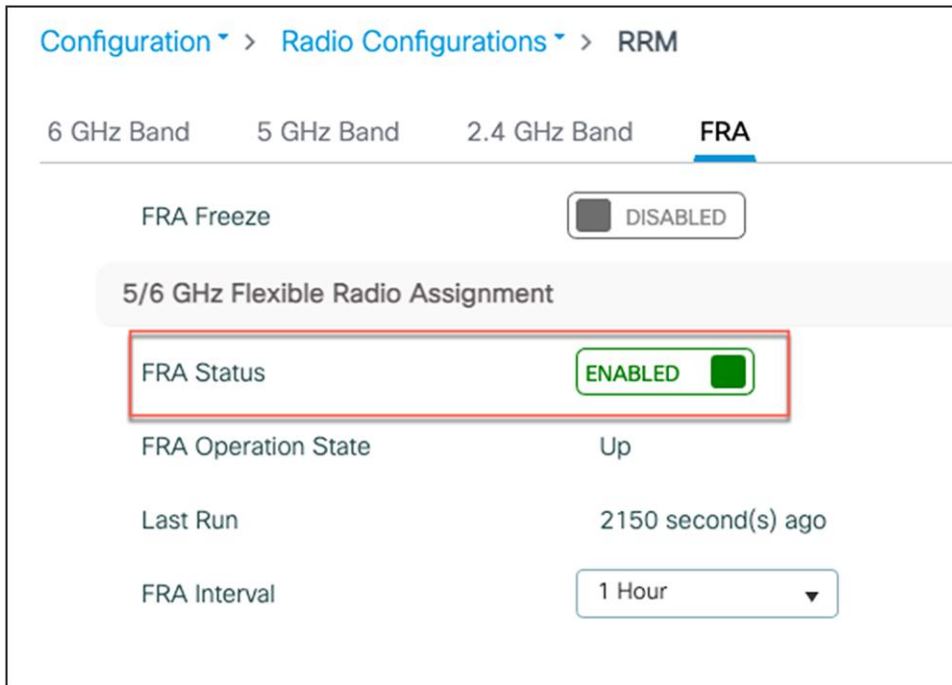 Configuration > Radio Configurations > RRM
6 GHz Band 5 GHz Band 2.4 GHz Band FRA
FRA Freeze DISABLED
5/6 GHz Flexible Radio Assignment
FRA Status ENABLED
FRA Operation State Up
Last Run 2150 second(s) ago
FRA Interval 1 Hour